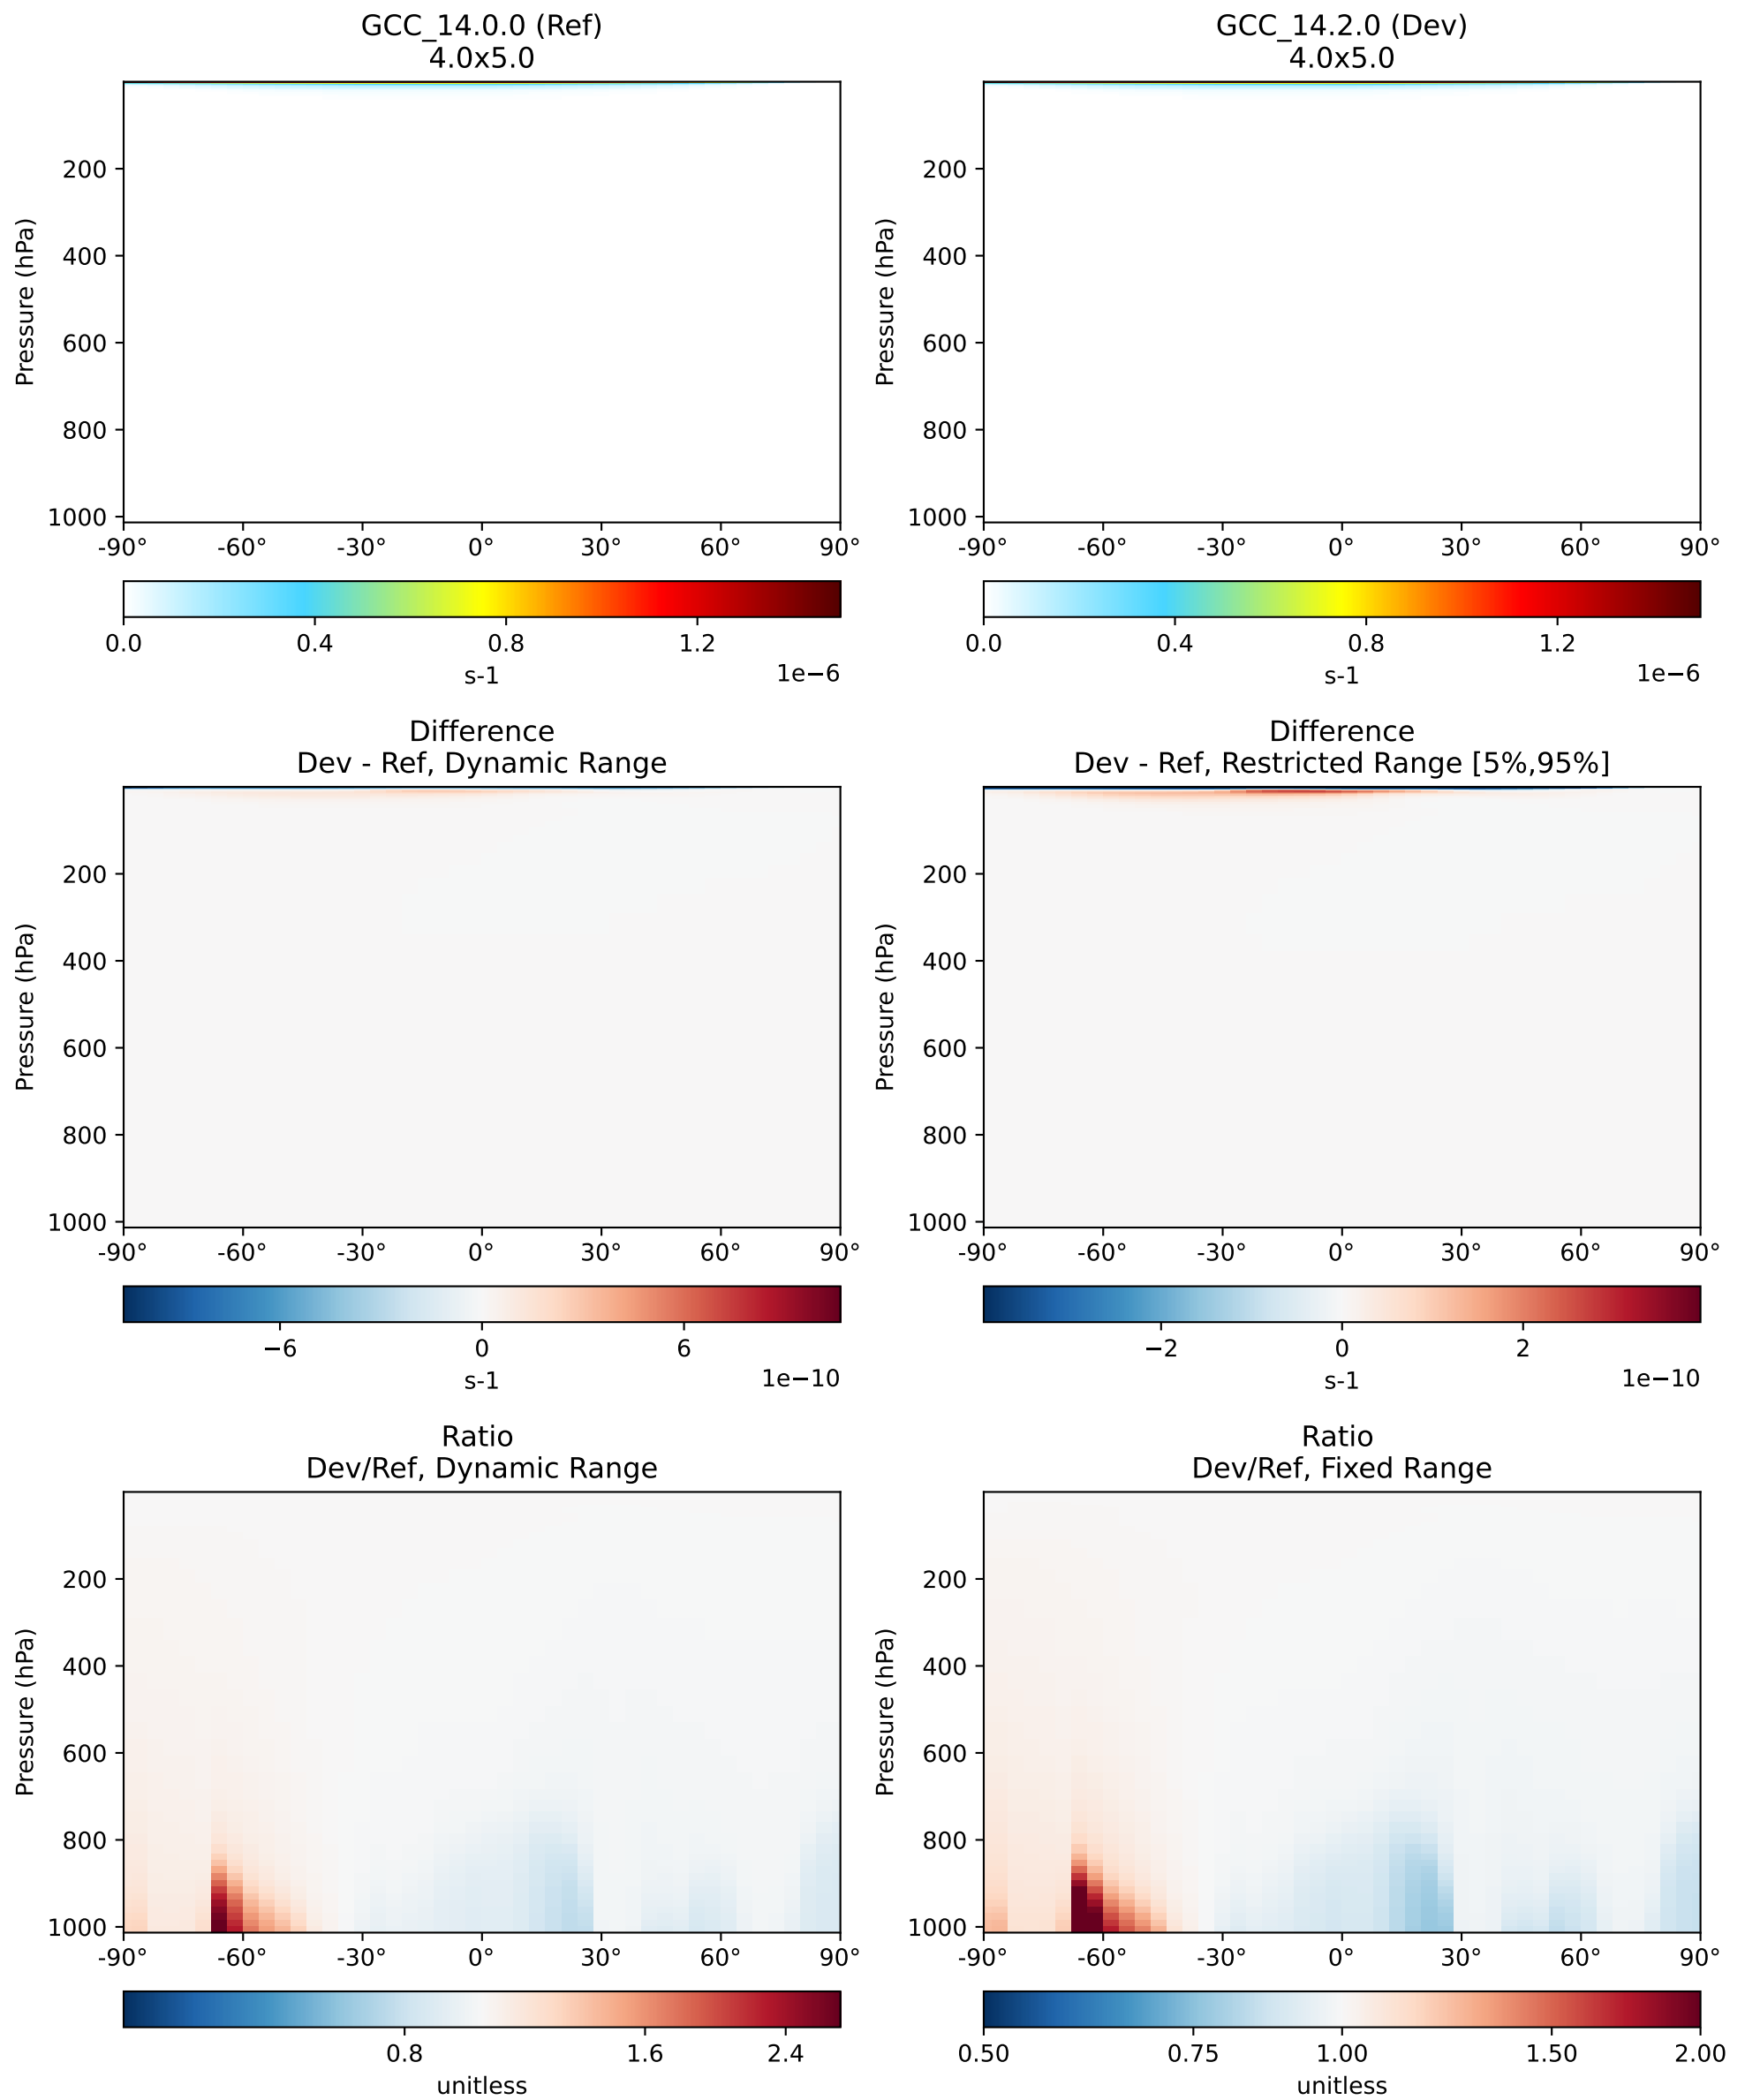 GCC_14.0.0 (Ref)
4.0x5.0
Pressure (hPa)
200
400
600
800
1000
-90° -60° -30° 0° 30° 60° 90°
0.0 0.4 0.8 1.2
s-1 1e−6
GCC_14.2.0 (Dev)
4.0x5.0
Pressure (hPa)
200
400
600
800
1000
-90° -60° -30° 0° 30° 60° 90°
0.0 0.4 0.8 1.2
s-1 1e−6
Difference
Dev - Ref, Dynamic Range
Pressure (hPa)
200
400
600
800
1000
-90° -60° -30° 0° 30° 60° 90°
−6 0 6
s-1 1e−10
Difference
Dev - Ref, Restricted Range [5%,95%]
Pressure (hPa)
200
400
600
800
1000
-90° -60° -30° 0° 30° 60° 90°
−2 0 2
s-1 1e−10
Ratio
Dev/Ref, Dynamic Range
Pressure (hPa)
200
400
600
800
1000
-90° -60° -30° 0° 30° 60° 90°
0.8 1.6 2.4
unitless
Ratio
Dev/Ref, Fixed Range
Pressure (hPa)
200
400
600
800
1000
-90° -60° -30° 0° 30° 60° 90°
0.50 0.75 1.00 1.50 2.00
unitless